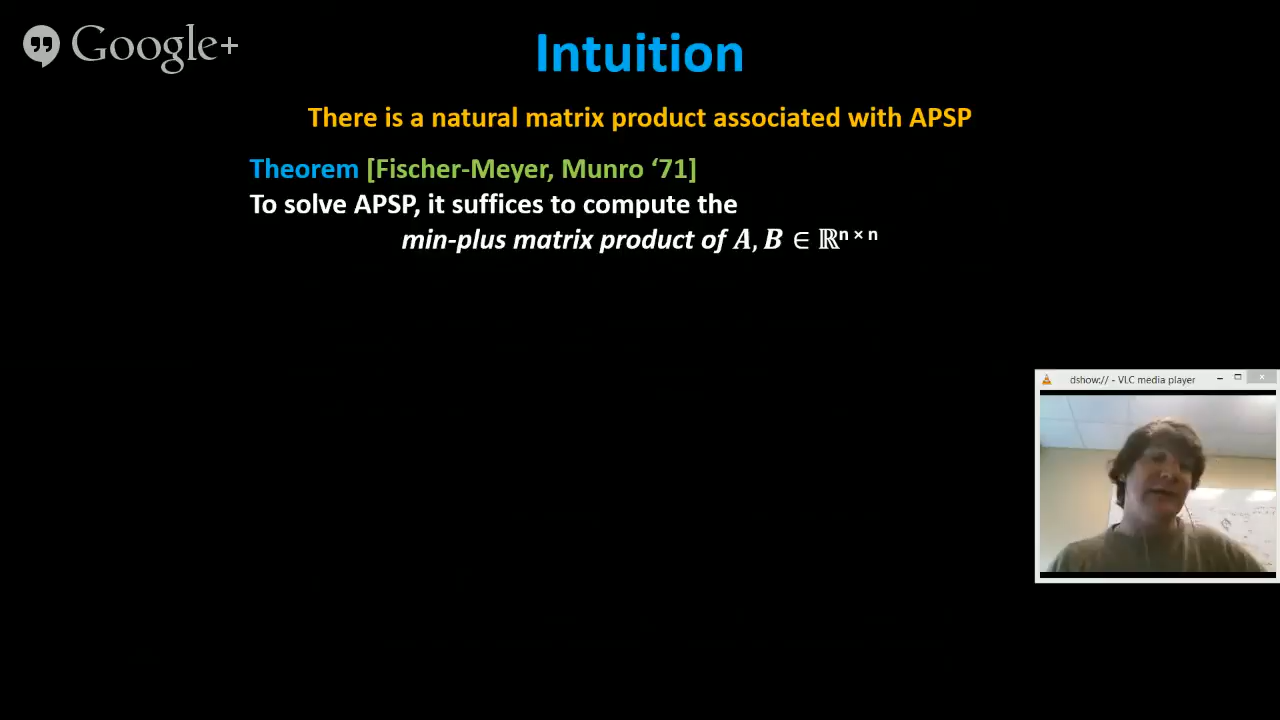 Google+
Intuition
There is a natural matrix product associated with APSP
Theorem [Fischer-Meyer, Munro ‘71]
To solve APSP, it suffices to compute the
min-plus matrix product of A, B ∈ ℝⁿ ˣ ⁿ
dshow:// - VLC media player